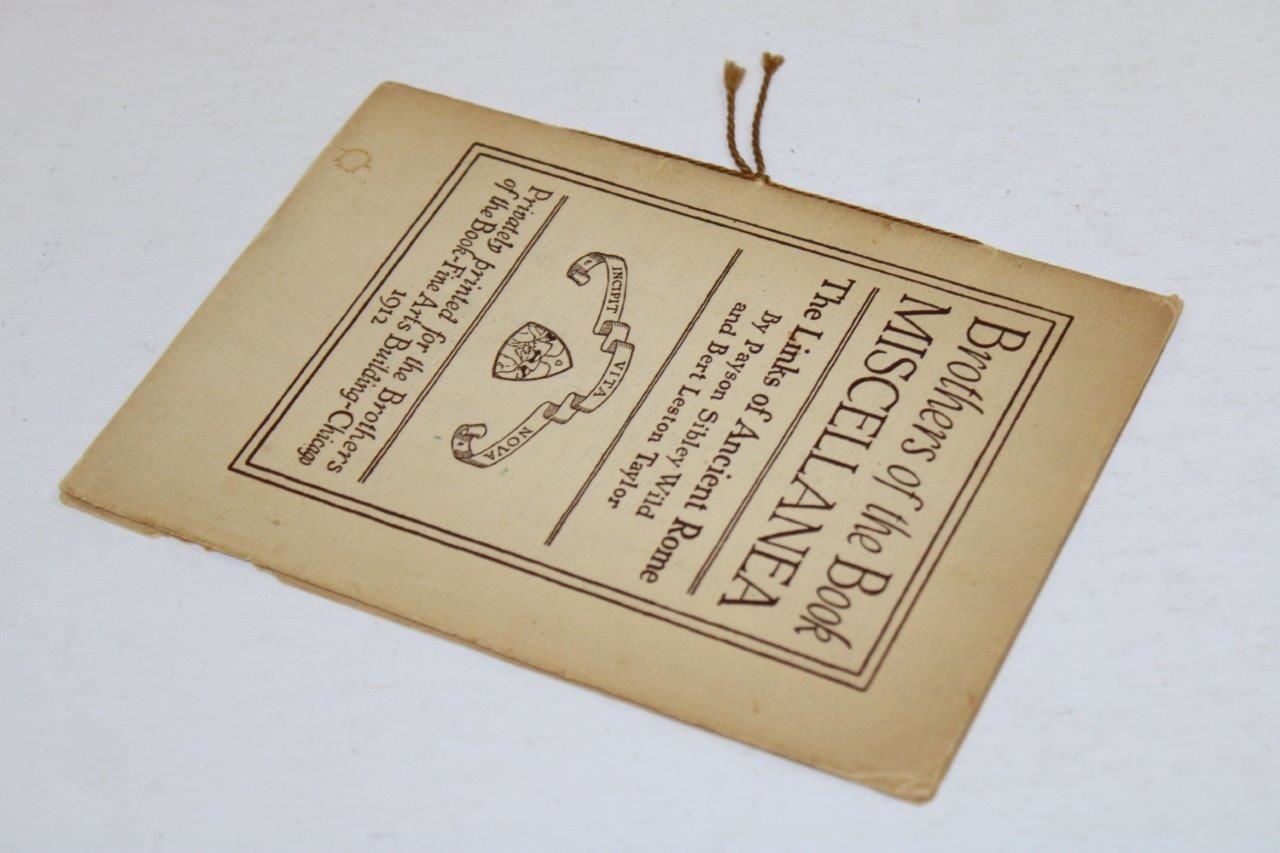 Brothers of the Book
MISCELLANEA
The Links of Ancient Rome
By Payson Sibley Wild
and Bert Leston Taylor
INCIPIT VITA NOVA
Privately printed for the Brothers
of the Book-Fine Arts Building-Chicago
1912